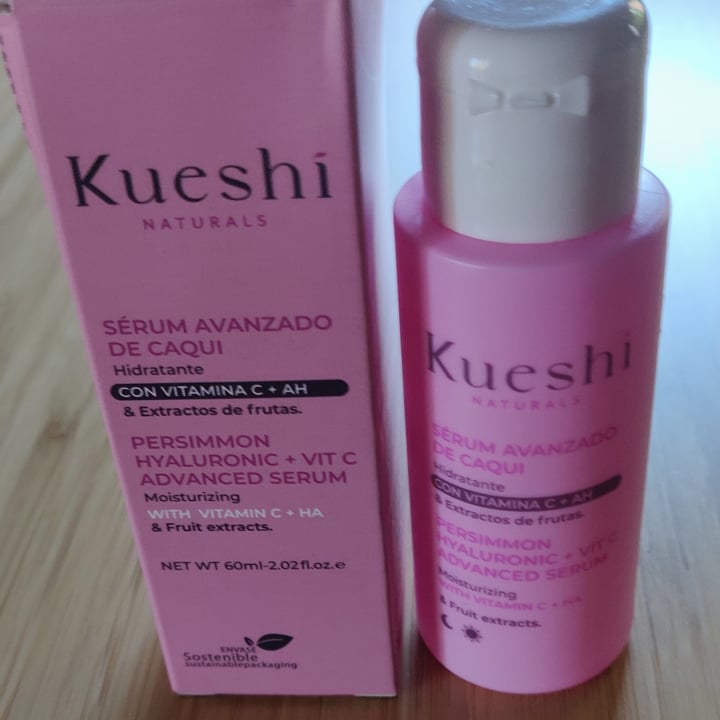 Kueshi
NATURALS
SÉRUM AVANZADO
DE CAQUI
Hidratante
CON VITAMINA C + AH
& Extractos de frutas.
PERSIMMON
HYALURONIC + VIT C
ADVANCED SERUM
Moisturizing
WITH VITAMIN C + HA
& Fruit extracts.
NET WT 60ml-2.02fl.oz.e
ENVASE
Sostenible
sustainablepackaging
Kueshi
NATURALS
SÉRUM AVANZADO
DE CAQUI
Hidratante
CON VITAMINA C + AH
& Extractos de frutas.
PERSIMMON
HYALURONIC + VIT C
ADVANCED SERUM
Moisturizing
WITH VITAMIN C + HA
& Fruit extracts.